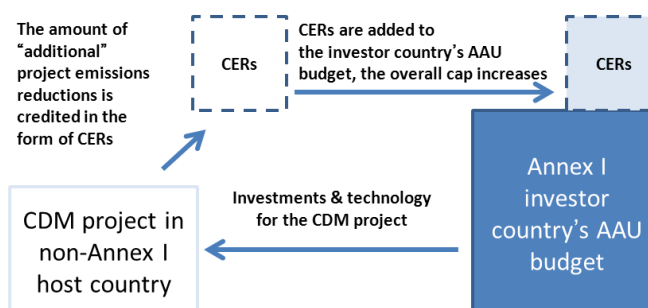 The amount of
“additional”
project emissions
reductions is
credited in the
form of CERs
CERs
CERs are added to
the investor country’s AAU
budget, the overall cap increases
CERs
Investments & technology
for the CDM project
CDM project in
non-Annex I
host country
Annex I
investor
country’s AAU
budget